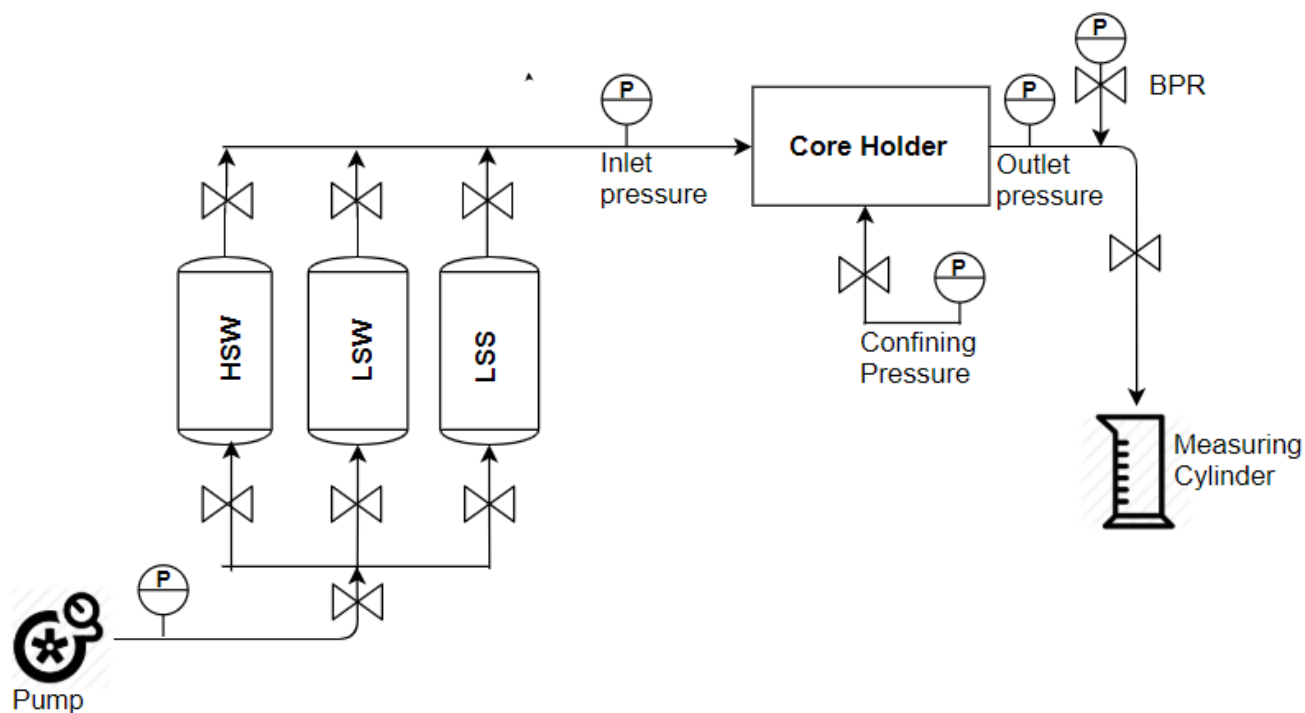 P
BPR
P
P
Core Holder
Inlet
pressure
Outlet
pressure
P
Confining
Pressure
HSW
LSW
LSS
Measuring
Cylinder
P
Pump